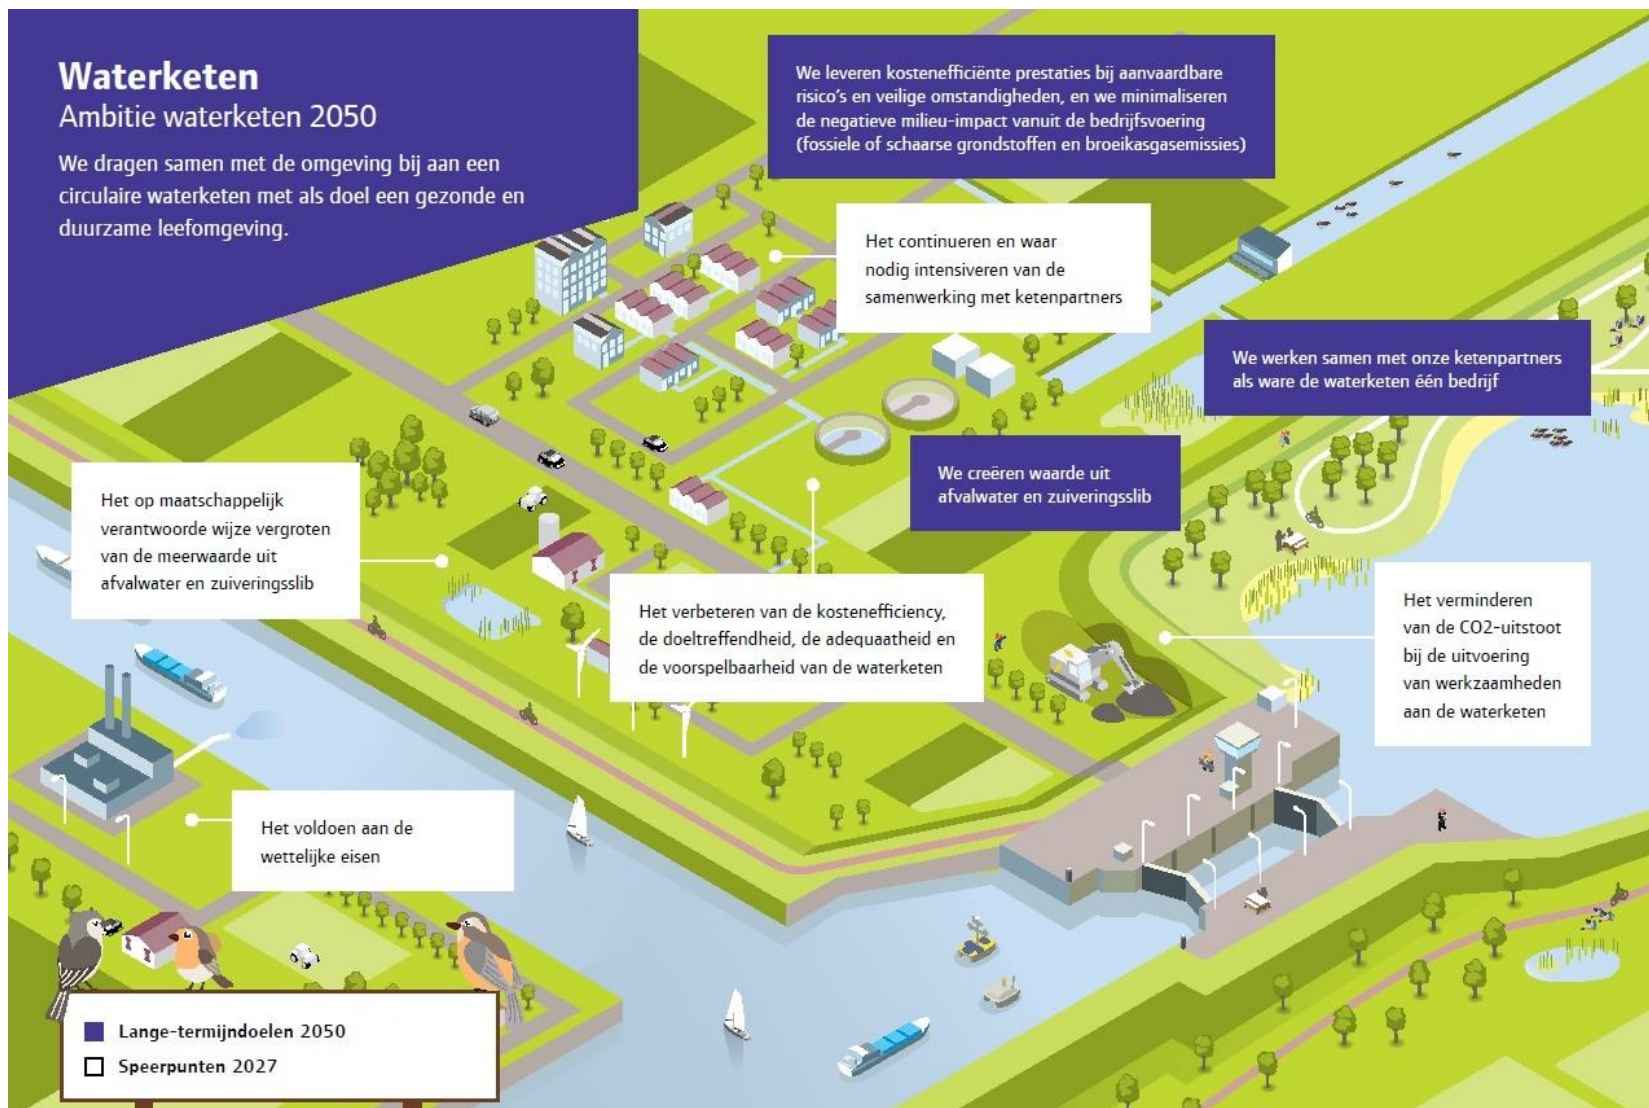 Waterketen
Ambitie waterketen 2050
We dragen samen met de omgeving bij aan een
circulaire waterketen met als doel een gezonde en
duurzame leefomgeving.
We leveren kostenefficiënte prestaties bij aanvaardbare
risico's en veilige omstandigheden, en we minimaliseren
de negatieve milieu-impact vanuit de bedrijfsvoering
(fossiele of schaarse grondstoffen en broeikasgasemissies)
Het continueren en waar
nodig intensiveren van de
samenwerking met ketenpartners
We werken samen met onze ketenpartners
als ware de waterketen één bedrijf
We creëren waarde uit
afvalwater en zuiveringsslib
Het op maatschappelijk
verantwoorde wijze vergroten
van de meerwaarde uit
afvalwater en zuiveringsslib
Het verbeteren van de kostenefficiency,
de doeltreffendheid, de adequaatheid en
de voorspelbaarheid van de waterketen
Het verminderen
van de CO2-uitstoot
bij de uitvoering
van werkzaamheden
aan de waterketen
Het voldoen aan de
wettelijke eisen
Lange-termijndoelen 2050
Speerpunten 2027